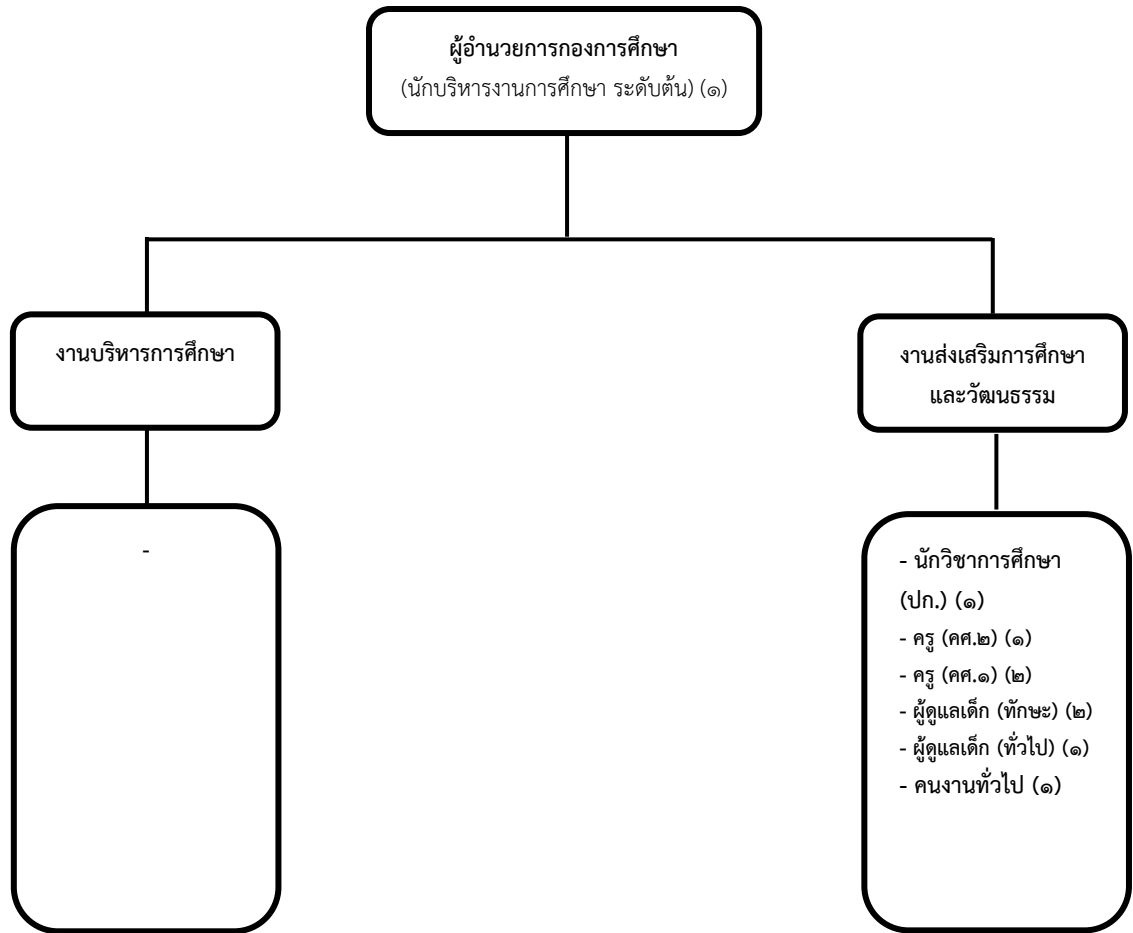 ผู้อำนวยการกองการศึกษา
(นักบริหารงานการศึกษา ระดับต้น) (๑)
งานบริหารการศึกษา
งานส่งเสริมการศึกษา
และวัฒนธรรม
-
- นักวิชาการศึกษา
(ปก.) (๑)
- ครู (คศ.๒) (๑)
- ครู (คศ.๑) (๒)
- ผู้ดูแลเด็ก (ทักษะ) (๒)
- ผู้ดูแลเด็ก (ทั่วไป) (๑)
- คนงานทั่วไป (๑)